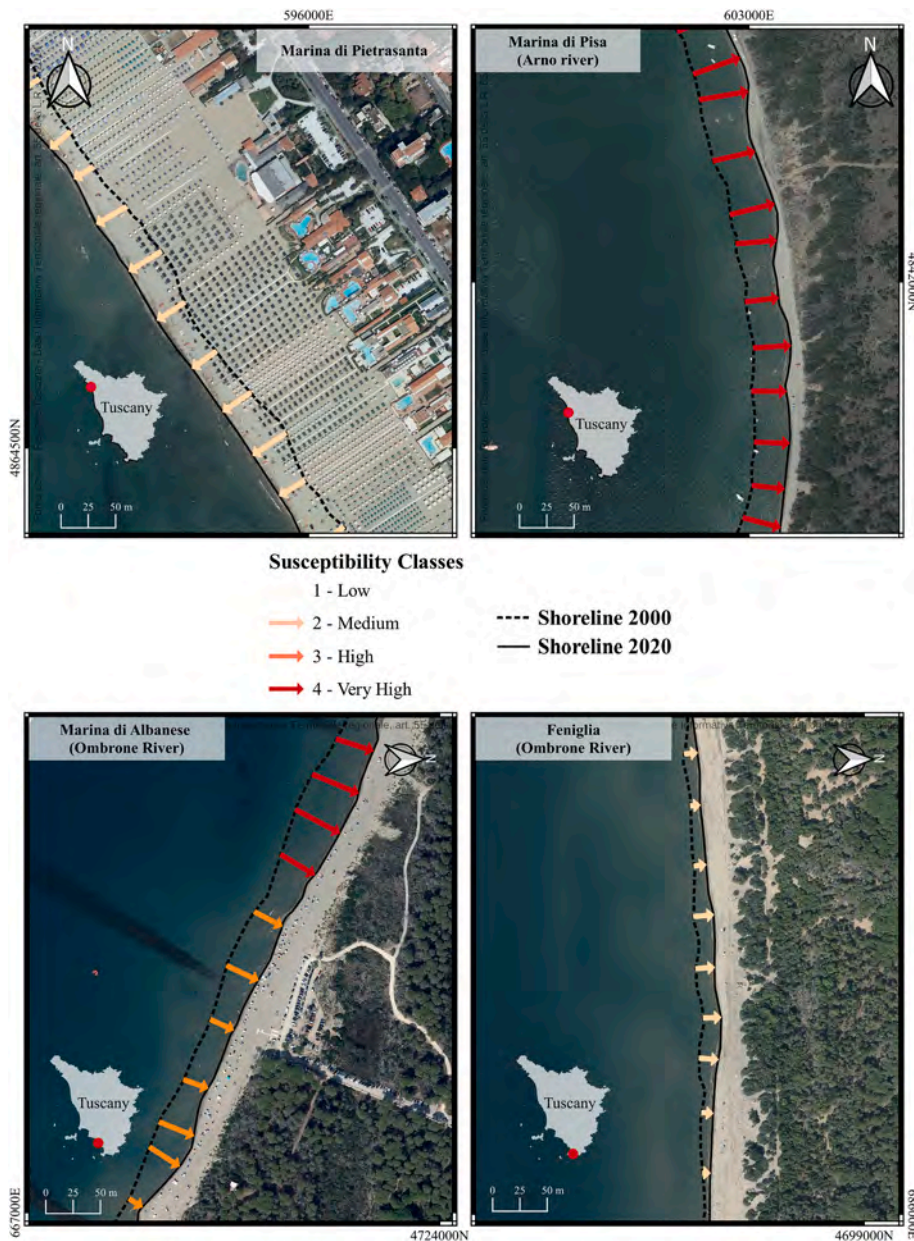 596000E
603000E
N
Marina di Pietrasanta
Marina di Pisa
(Arno river)
N
4842000N
4864500N
Tuscany
0 25 50 m
Tuscany
0 25 50 m
Susceptibility Classes
1 - Low
2 - Medium
3 - High
4 - Very High
Shoreline 2000
Shoreline 2020
Marina di Albanese
(Ombrone River)
N
Feniglia
(Ombrone River)
N
Tuscany
0 25 50 m
Tuscany
0 25 50 m
667000E
4724000N
4699000N